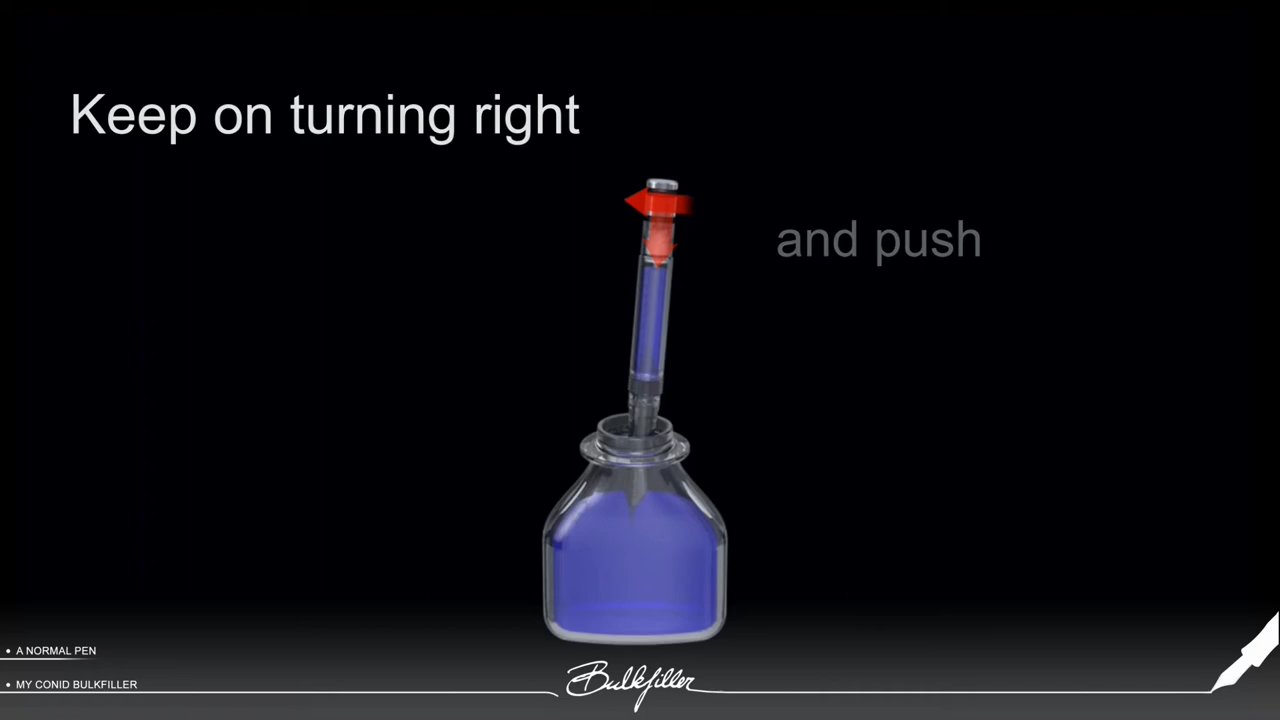 Keep on turning right
and push
• A NORMAL PEN
• MY CONID BULKFILLER
Bulkfiller